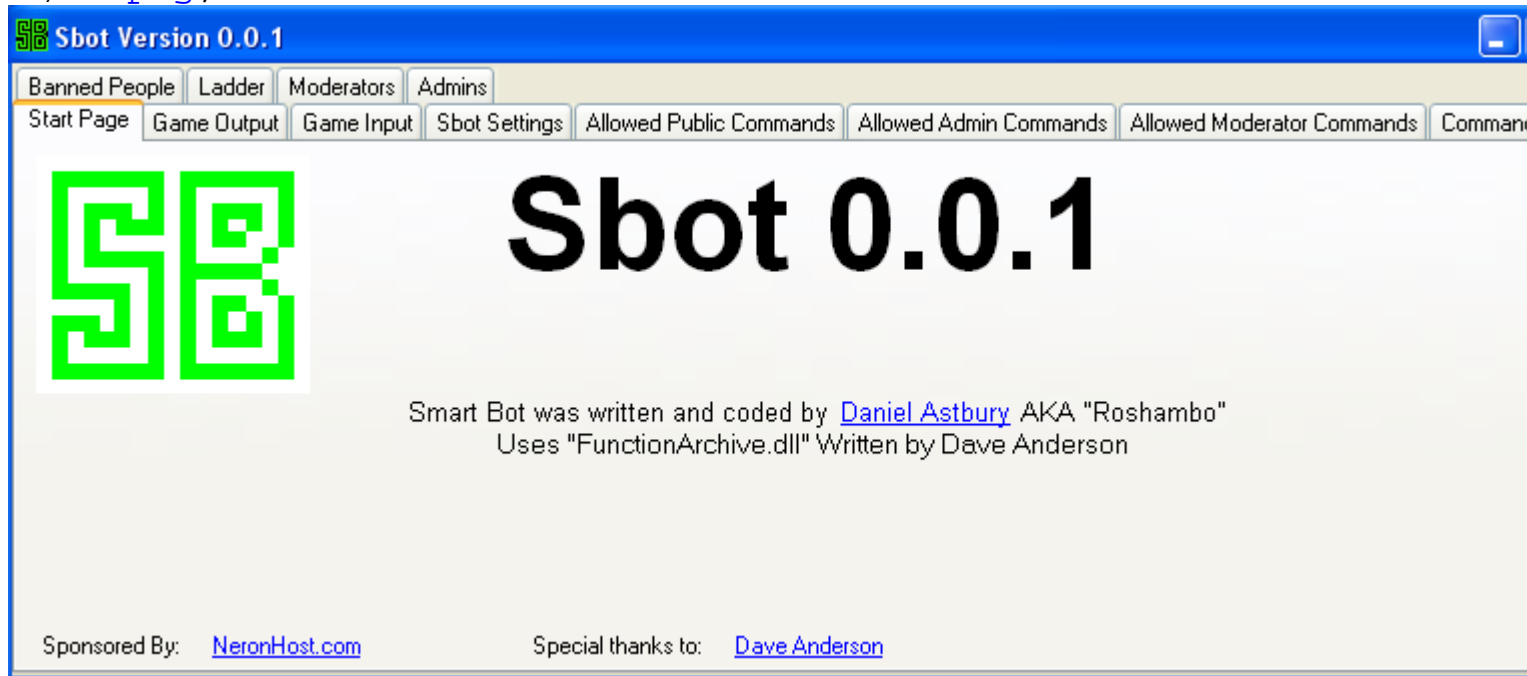 Sbot Version 0.0.1
Banned People Ladder Moderators Admins
Start Page Game Output Game Input Sbot Settings Allowed Public Commands Allowed Admin Commands Allowed Moderator Commands
SB
Sbot 0.0.1
Smart Bot was written and coded by Daniel Astbury AKA "Roshambo"
Uses "FunctionArchive.dll" Written by Dave Anderson
Sponsored By: NeronHost.com Special thanks to: Dave Anderson